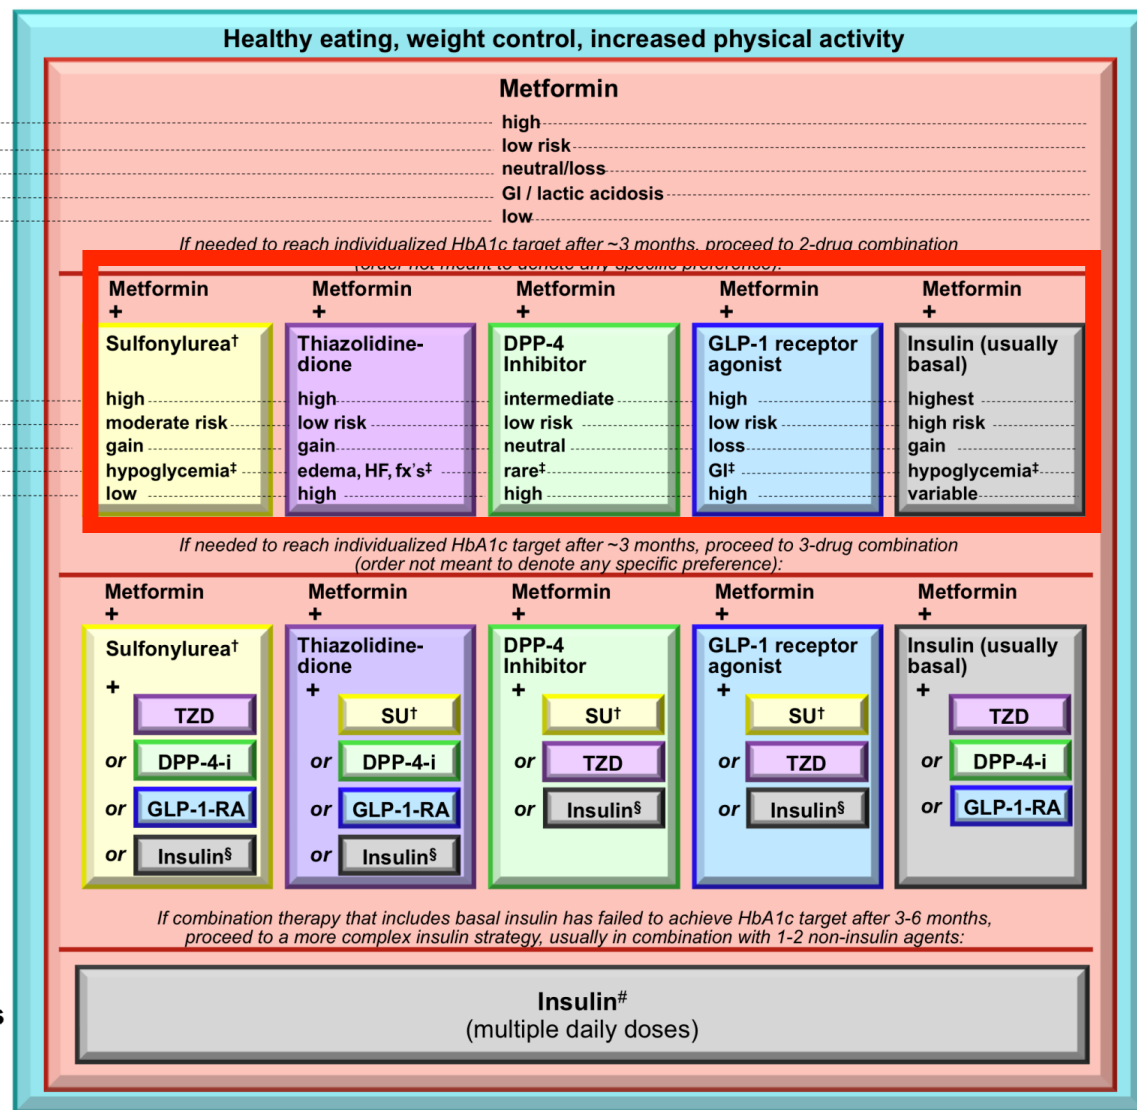 Healthy eating, weight control, increased physical activity
Metformin
high
low risk
neutral/loss
GI / lactic acidosis
low
If needed to reach individualized HbA1c target after ~3 months, proceed to 2-drug combination
(order not meant to denote any specific preference):
Metformin Metformin Metformin Metformin Metformin
+ + + + +
Sulfonylurea† Thiazolidine- DPP-4 GLP-1 receptor Insulin (usually
dione Inhibitor agonist basal)
high high intermediate high highest
moderate risk low risk low risk low risk high risk
gain gain neutral loss gain
hypoglycemia‡ edema, HF, fx's‡ rare‡ GI‡ hypoglycemia‡
low high high high variable
If needed to reach individualized HbA1c target after ~3 months, proceed to 3-drug combination
(order not meant to denote any specific preference):
Metformin Metformin Metformin Metformin Metformin
+ + + + +
Sulfonylurea† Thiazolidine- DPP-4 GLP-1 receptor Insulin (usually
dione Inhibitor agonist basal)
+ + + + +
TZD SU† SU† SU† TZD
or DPP-4-i or DPP-4-i or TZD or TZD or DPP-4-i
or GLP-1-RA or GLP-1-RA or Insulin§ or Insulin§ or GLP-1-RA
or Insulin§ or Insulin§
If combination therapy that includes basal insulin has failed to achieve HbA1c target after 3-6 months,
proceed to a more complex insulin strategy, usually in combination with 1-2 non-insulin agents:
Insulin#
(multiple daily doses)
s